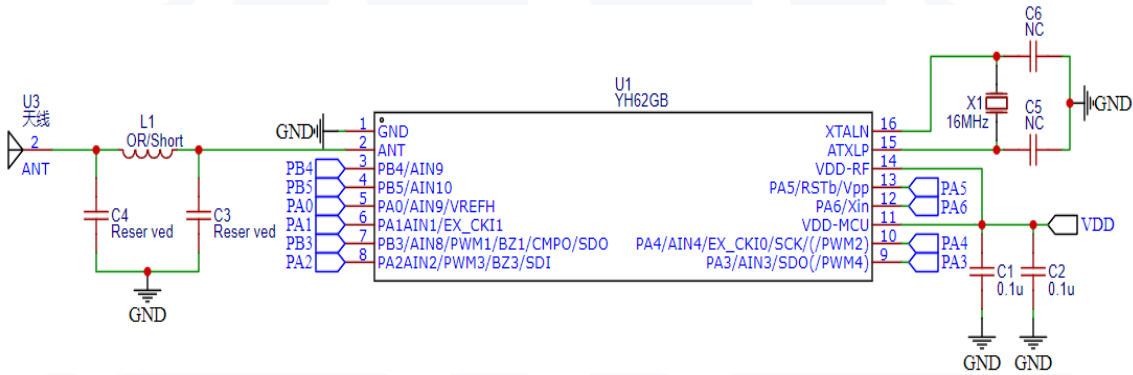 C6
NC
U3
天线
2
ANT
L1
OR/Short
C4
Reser ved
C3
Reser ved
GND
GND
U1
YH62GB
1 GND
2 ANT
PB4 3 PB4/AIN9
PB5 4 PB5/AIN10
PA0 5 PA0/AIN9/VREFH
PA1 6 PA1AIN1/EX_CKI1
PB3 7 PB3/AIN8/PWM1/BZ1/CMPO/SDO
PA2 8 PA2AIN2/PWM3/BZ3/SDI
XTALN 16
ATXLP 15
VDD-RF 14
PA5/RSTb/Vpp 13 PA5
PA6/Xin 12 PA6
VDD-MCU 11
PA4/AIN4/EX_CKI0/SCK/(/PWM2) 10 PA4
PA3/AIN3/SDO(/PWM4) 9 PA3
X1
16MHz
C5
NC
GND
VDD
C1
0.1u
C2
0.1u
GND
GND